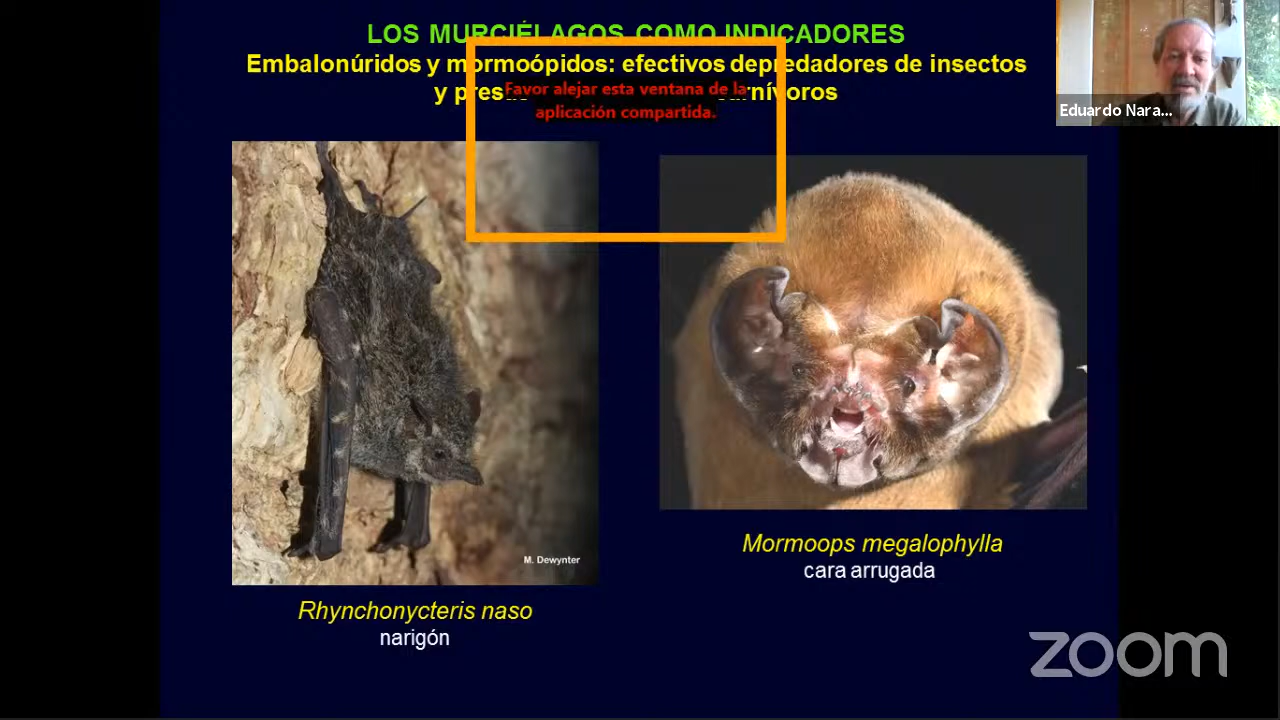 LOS MURCIÉLAGOS COMO INDICADORES
Embalonúridos y mormoópidos: efectivos depredadores de insectos
y carnívoros
Favor alejar esta ventana de la
aplicación compartida.
Eduardo Nara...
M. Dewynter
Mormoops megalophylla
cara arrugada
Rhynchonycteris naso
narigón
zoom